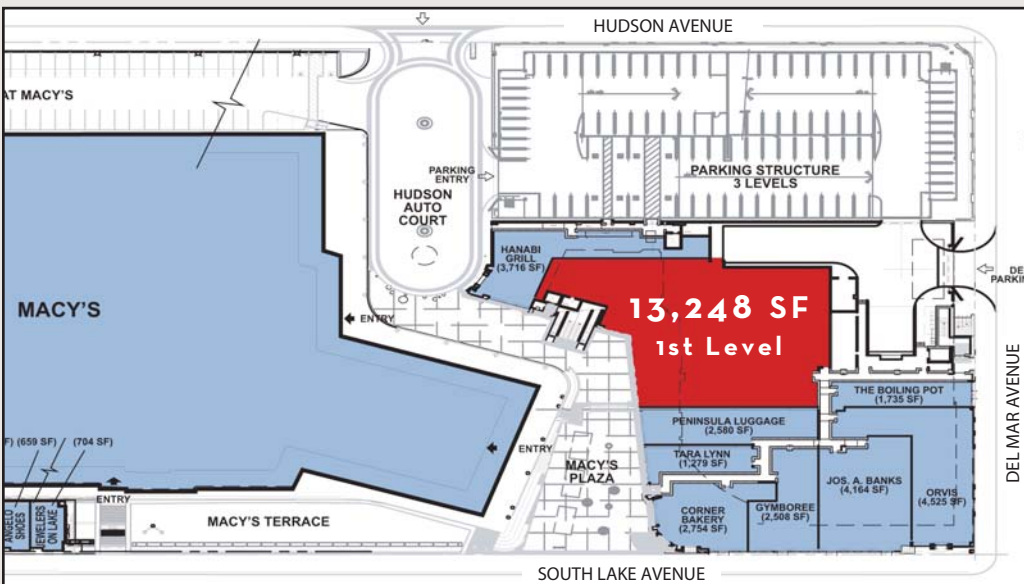 HUDSON AVENUE
AT MACY'S
PARKING
ENTRY
HUDSON
AUTO
COURT
PARKING STRUCTURE
3 LEVELS
HANABI
GRILL
(3,716 SF)
DE
PARKIN
MACY'S
ENTRY
13,248 SF
1st Level
DEL MAR AVENUE
THE BOILING POT
(1,735 SF)
PENINSULA LUGGAGE
(2,580 SF)
F) (659 SF)
(704 SF)
ENTRY
MACY'S
PLAZA
TARA LYNN
(1,279 SF)
JOS. A. BANKS
(4,164 SF)
ORVIS
(4,525 SF)
GYMBOREE
(2,508 SF)
CORNER
BAKERY
(2,754 SF)
ENTRY
ANGELO
SHOES
JEWELERS
ON LAKE
MACY'S TERRACE
SOUTH LAKE AVENUE